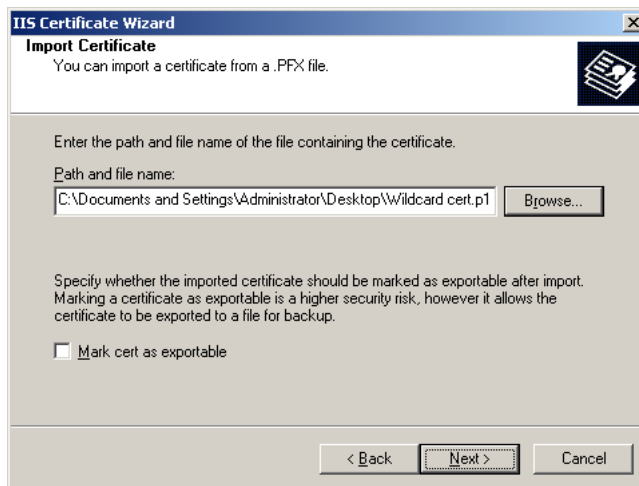 IIS Certificate Wizard
Import Certificate
You can import a certificate from a .PFX file.
Enter the path and file name of the file containing the certificate.
Path and file name:
C:\Documents and Settings\Administrator\Desktop\Wildcard cert.p1
Browse...
Specify whether the imported certificate should be marked as exportable after import.
Marking a certificate as exportable is a higher security risk, however it allows the
certificate to be exported to a file for backup.
Mark cert as exportable
< Back
Next >
Cancel